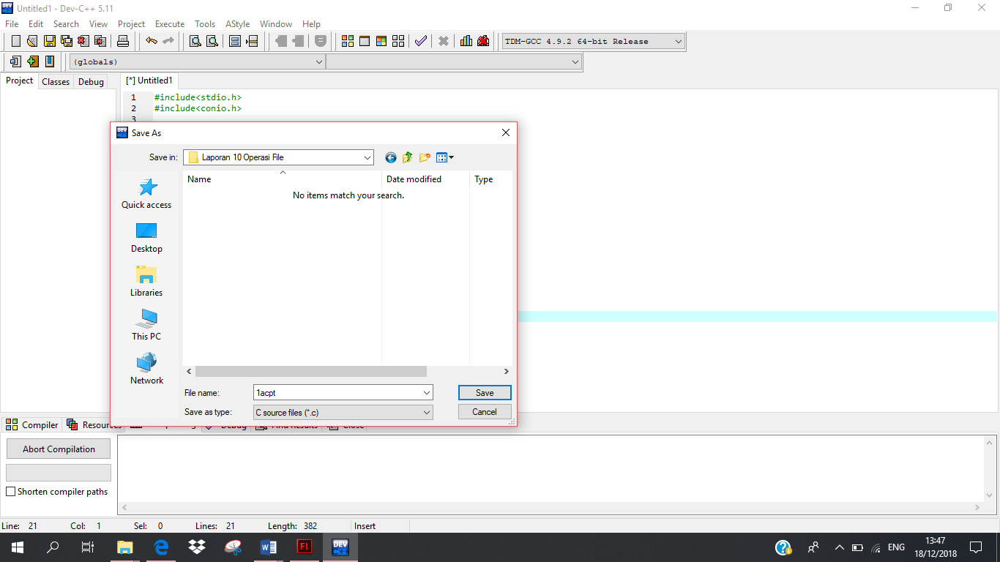 Untitled1 - Dev-C++ 5.11
File Edit Search View Project Execute Tools AStyle Window Help
TDM-GCC 4.9.2 64-bit Release
(globals)
Project Classes Debug [*] Untitled1
1 #include<stdio.h>
2 #include<conio.h>
3
Save As
Save in: Laporan 10 Operasi File
Name Date modified Type
No items match your search.
Quick access
Desktop
Libraries
This PC
Network
File name: 1acpt Save
Save as type: C source files (*.c) Cancel
Compiler Resources Debug Find Results Close
Abort Compilation
Shorten compiler paths
Line: 21 Col: 1 Sel: 0 Lines: 21 Length: 382 Insert
ENG 13:47
18/12/2018